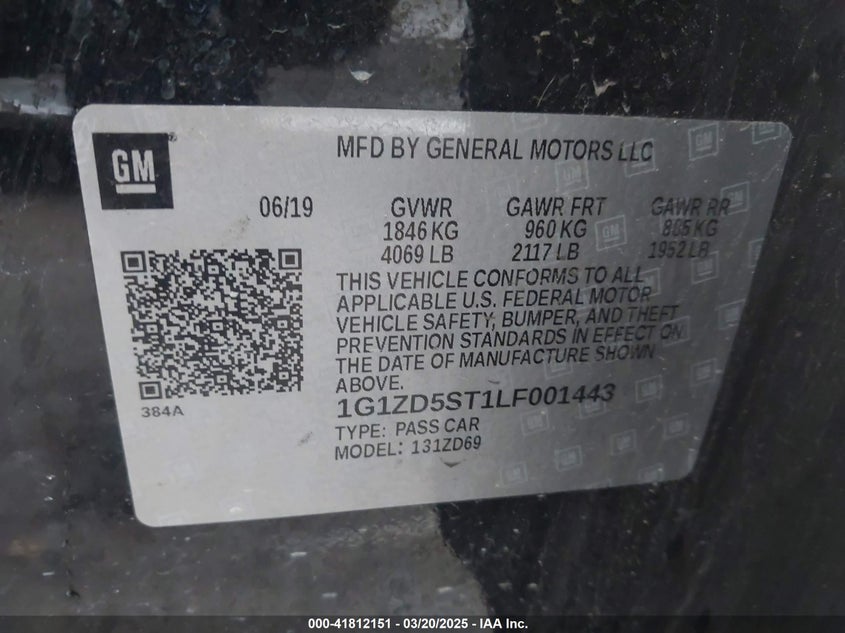 GM
MFD BY GENERAL MOTORS LLC
06/19 GVWR GAWR FRT GAWR RR
1846 KG 960 KG 885 KG
4069 LB 2117 LB 1952 LB
THIS VEHICLE CONFORMS TO ALL
APPLICABLE U.S. FEDERAL MOTOR
VEHICLE SAFETY, BUMPER, AND THEFT
PREVENTION STANDARDS IN EFFECT ON
THE DATE OF MANUFACTURE SHOWN
ABOVE.
384A
1G1ZD5ST1LF001443
TYPE: PASS CAR
MODEL: 131ZD69
000-41812151 — 03/20/2025 — IAA Inc.